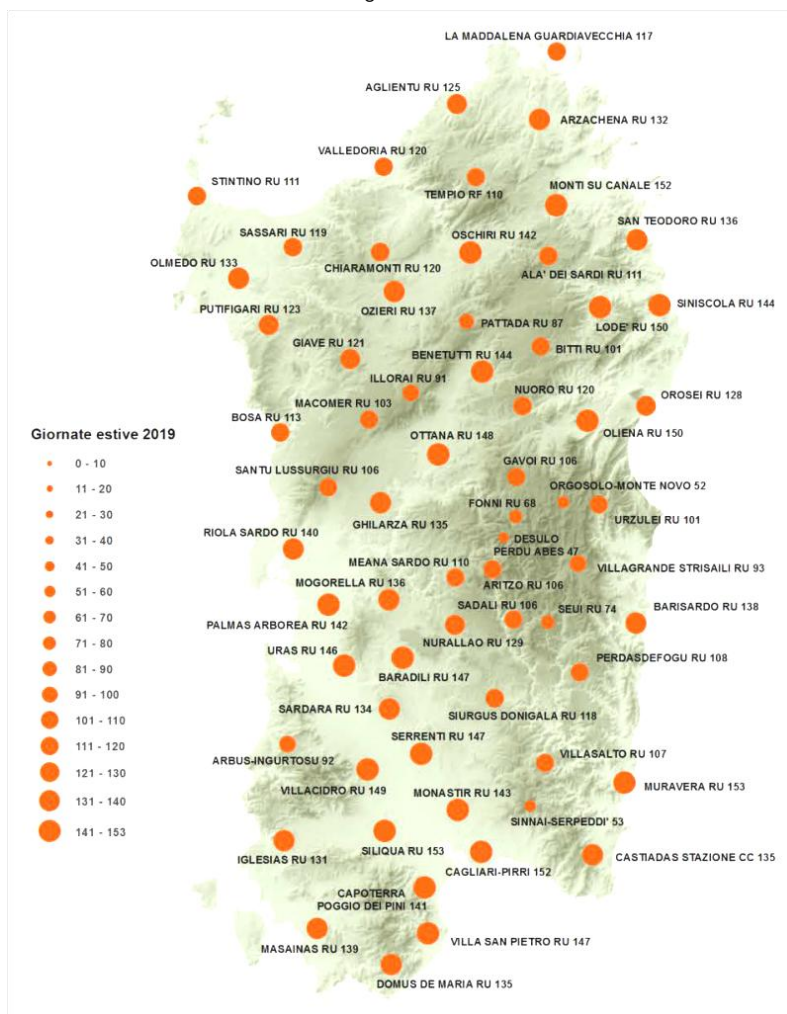 LA MADDALENA GUARDIAVECCHIA 117
AGLIENTU RU 125
ARZACHENA RU 132
VALLEDORIA RU 120
STINTINO RU 111
TEMPIO RF 110
MONTI SU CANALE 152
SAN TEODORO RU 136
SASSARI RU 119
OSCHIRI RU 142
OLMEDO RU 133
CHIARAMONTI RU 120
ALA' DEI SARDI RU 111
OZIERI RU 137
PUTIFIGARI RU 123
SINISCOLA RU 144
PATTADA RU 87
LODE' RU 150
GIAVE RU 121
BITTI RU 101
BENETUTTI RU 144
ILLORAI RU 91
NUORO RU 120
OROSEI RU 128
MACOMER RU 103
BOSA RU 113
OLIENA RU 150
OTTANA RU 148
GAVOI RU 106
SANTU LUSSURGIU RU 106
ORGOSOLO-MONTE NOVO 52
FONNI RU 68
GHILARZA RU 135
URZULEI RU 101
RIOLA SARDO RU 140
DESULO
PERDU ABES 47
MEANA SARDO RU 110
VILLAGRANDE STRISAILI RU 93
MOGORELLA RU 136
ARITZO RU 106
SADALI RU 106
SEUI RU 74
BARISARDO RU 138
PALMAS ARBOREA RU 142
NURALLAO RU 129
URAS RU 146
BARADILI RU 147
PERDASDEFOGU RU 108
SARDARA RU 134
SIURGUS DONIGALA RU 118
SERRENTI RU 147
ARBUS-INGURTOSU 92
VILLASALTO RU 107
VILLACIDRO RU 149
MONASTIR RU 143
MURAVERA RU 153
SINNAI-SERPEDDI' 53
IGLESIAS RU 131
SILIQUA RU 153
CAGLIARI-PIRRI 152
CASTIADAS STAZIONE CC 135
CAPOTERRA
POGGIO DEI PINI 141
MASAINAS RU 139
VILLA SAN PIETRO RU 147
DOMUS DE MARIA RU 135
Giornate estive 2019
0 - 10
11 - 20
21 - 30
31 - 40
41 - 50
51 - 60
61 - 70
71 - 80
81 - 90
91 - 100
101 - 110
111 - 120
121 - 130
131 - 140
141 - 153